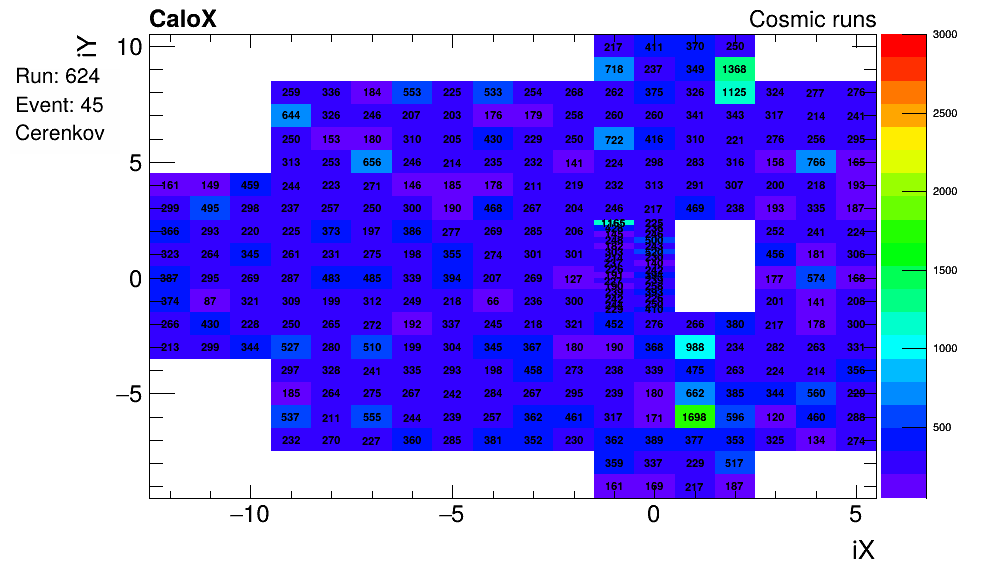 CaloX Cosmic runs
iY
Run: 624
Event: 45
Cerenkov
10
5
0
−5
217 411 370 250
718 237 349 1368
259 336 184 553 225 533 254 268 262 375 326 1125 324 277 276
644 326 246 207 203 176 179 258 260 260 341 343 317 214 241
250 153 180 310 205 430 229 250 722 416 310 221 276 256 295
313 253 656 246 214 235 232 141 224 298 283 316 158 766 165
161 149 459 244 223 271 146 185 178 211 219 232 313 291 307 200 218 193
299 495 298 237 257 250 300 190 468 267 204 246 217 469 238 193 335 187
366 293 220 225 373 197 386 277 269 285 206 252 241 224
323 264 345 261 231 275 198 355 274 301 301 456 181 306
337 295 269 287 483 485 339 394 207 269 127 177 574 168
374 87 321 309 199 312 249 218 66 236 300 201 141 208
266 430 228 250 265 272 192 337 245 218 321 452 276 266 380 217 178 300
213 299 344 527 280 510 199 304 345 367 180 190 368 988 234 282 263 331
297 328 241 335 293 198 458 273 238 339 475 263 224 214 356
185 264 275 267 242 284 267 295 239 180 662 385 344 560 220
537 211 555 244 239 257 362 461 317 171 1698 596 120 460 288
232 270 227 360 285 381 352 230 362 389 377 353 325 134 274
359 337 229 517
161 169 217 187
−10 −5 0 5
iX
3000
2500
2000
1500
1000
500